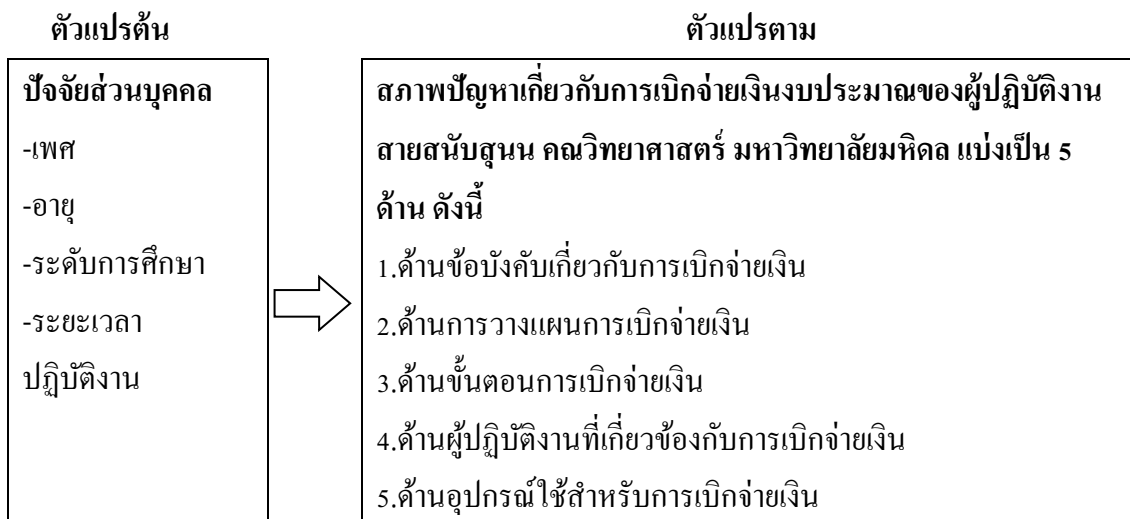 ตัวแปรต้น
ตัวแปรตาม
ปัจจัยส่วนบุคคล
-เพศ
-อายุ
-ระดับการศึกษา
-ระยะเวลา
ปฏิบัติงาน
สภาพปัญหาเกี่ยวกับการเบิกจ่ายเงินงบประมาณของผู้ปฏิบัติงาน
สายสนับสุนน คณวิทยาศาสตร์ มหาวิทยาลัยมหิดล แบ่งเป็น 5
ด้าน ดังนี้
1.ด้านข้อบังคับเกี่ยวกับการเบิกจ่ายเงิน
2.ด้านการวางแผนการเบิกจ่ายเงิน
3.ด้านขั้นตอนการเบิกจ่ายเงิน
4.ด้านผู้ปฏิบัติงานที่เกี่ยวข้องกับการเบิกจ่ายเงิน
5.ด้านอุปกรณ์ใช้สำหรับการเบิกจ่ายเงิน